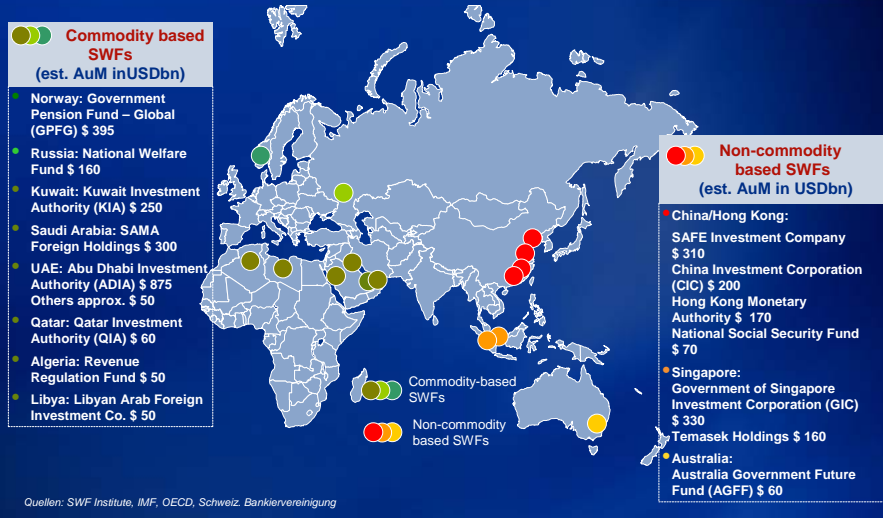 Commodity based
SWFs
(est. AuM inUSDbn)
Norway: Government
Pension Fund – Global
(GPFG) $ 395
Russia: National Welfare
Fund $ 160
Kuwait: Kuwait Investment
Authority (KIA) $ 250
Saudi Arabia: SAMA
Foreign Holdings $ 300
UAE: Abu Dhabi Investment
Authority (ADIA) $ 875
Others approx. $ 50
Qatar: Qatar Investment
Authority (QIA) $ 60
Algeria: Revenue
Regulation Fund $ 50
Libya: Libyan Arab Foreign
Investment Co. $ 50
Commodity-based
SWFs
Non-commodity
based SWFs
Non-commodity
based SWFs
(est. AuM in USDbn)
China/Hong Kong:
SAFE Investment Company
$ 310
China Investment Corporation
(CIC) $ 200
Hong Kong Monetary
Authority $ 170
National Social Security Fund
$ 70
Singapore:
Government of Singapore
Investment Corporation (GIC)
$ 330
Temasek Holdings $ 160
Australia:
Australia Government Future
Fund (AGFF) $ 60
Quellen: SWF Institute, IMF, OECD, Schweiz. Bankiervereinigung